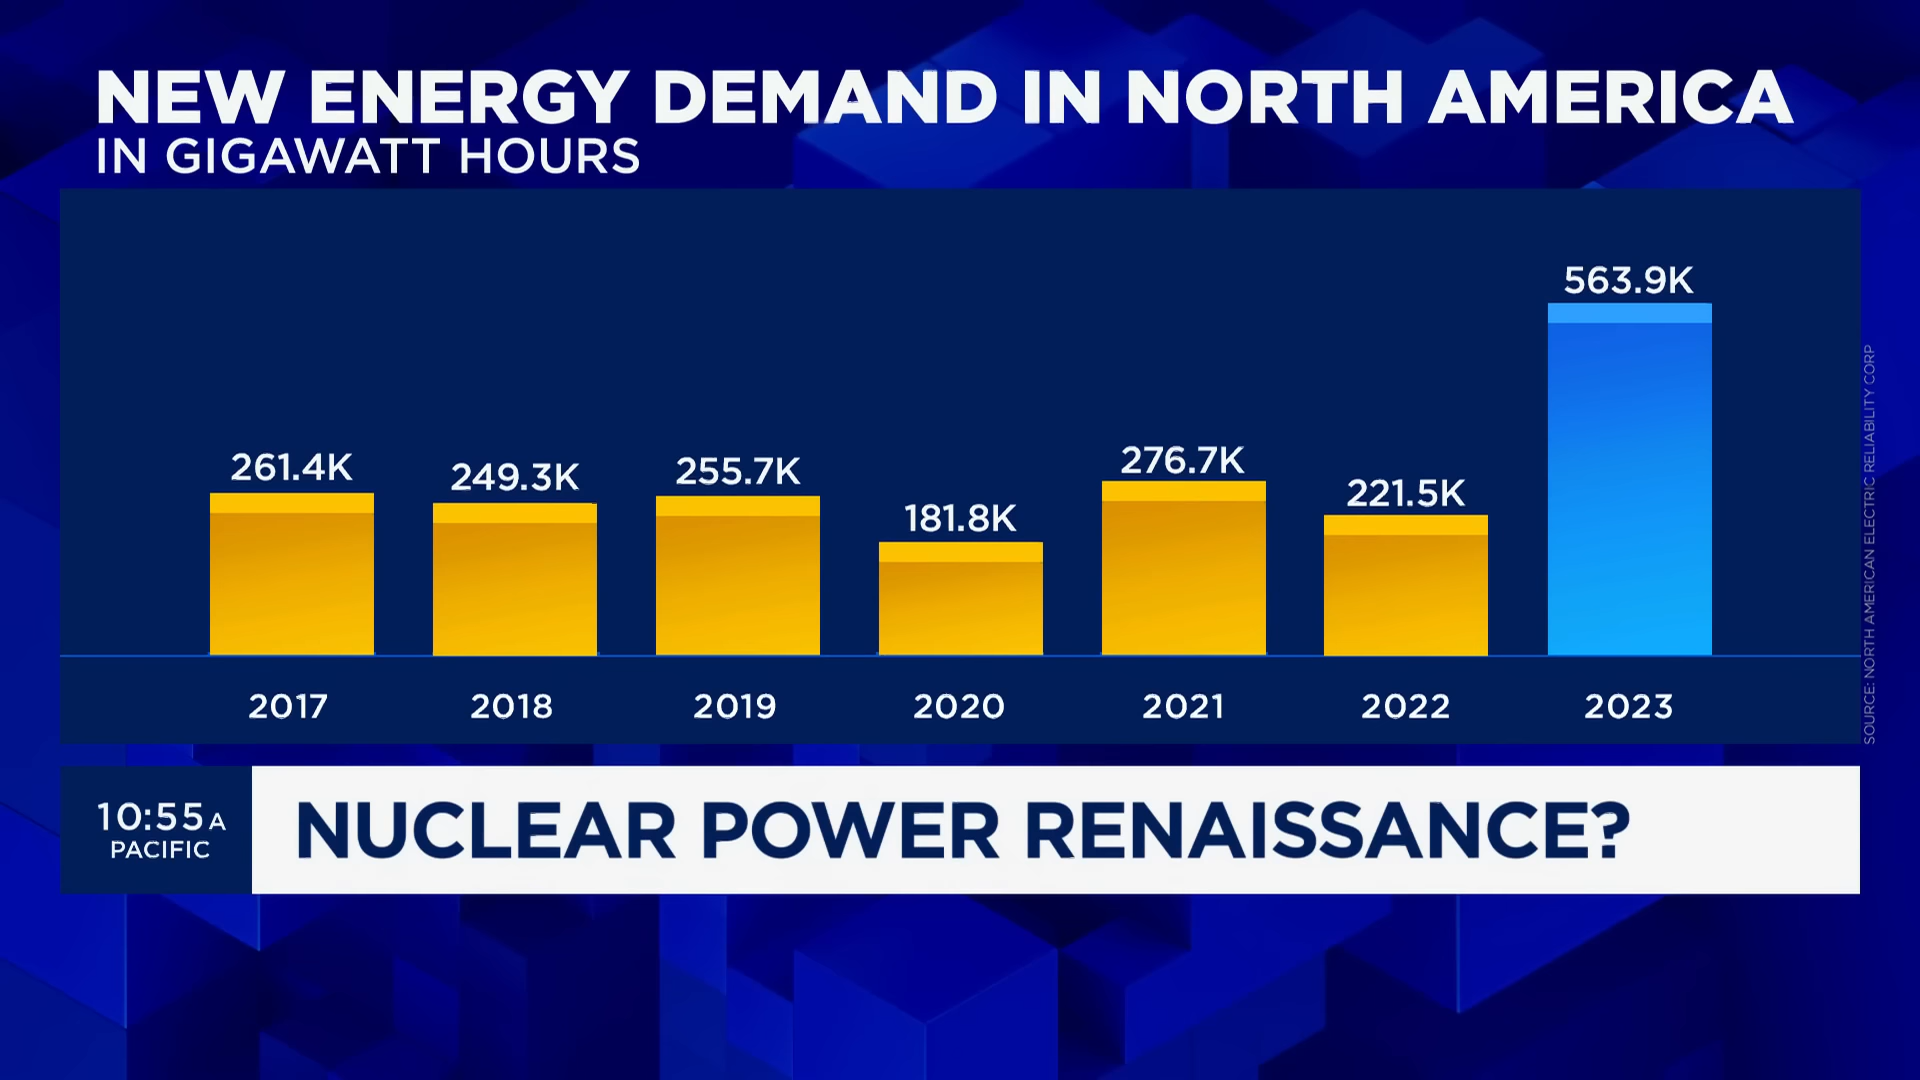 NEW ENERGY DEMAND IN NORTH AMERICA
IN GIGAWATT HOURS
261.4K
249.3K
255.7K
181.8K
276.7K
221.5K
563.9K
2017
2018
2019
2020
2021
2022
2023
SOURCE: NORTH AMERICAN ELECTRIC RELIABILITY CORP
10:55 A
PACIFIC
NUCLEAR POWER RENAISSANCE?